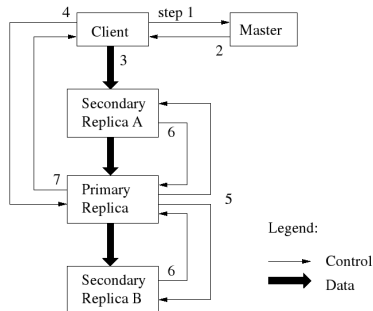 4
step 1
Client
Master
2
3
Secondary
Replica A
6
7
Primary
Replica
5
Legend:
Control
6
Secondary
Replica B
Data